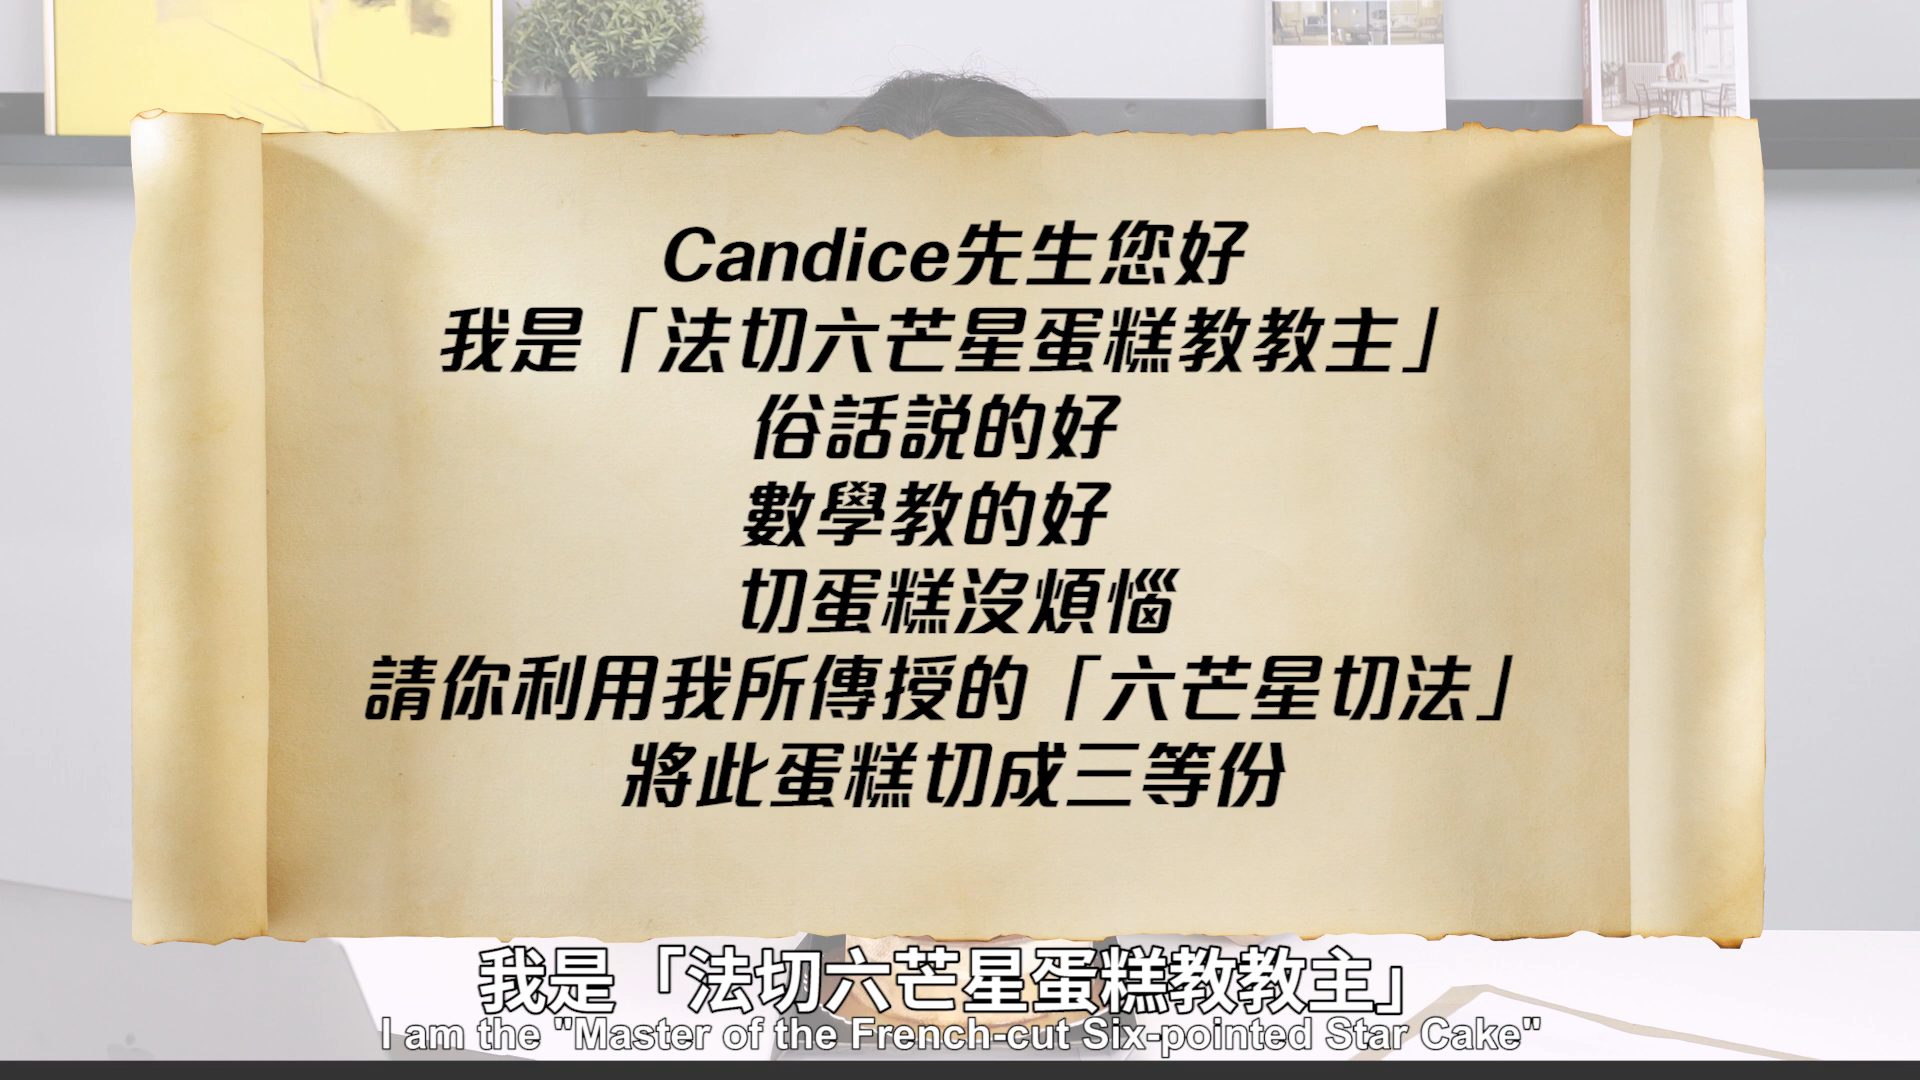 Candice先生您好
我是「法切六芒星蛋糕教教主」
俗話説的好
數學教的好
切蛋糕沒煩惱
請你利用我所傳授的「六芒星切法」
將此蛋糕切成三等份
我是「法切六芒星蛋糕教教主」
I am the "Master of the French-cut Six-pointed Star Cake"